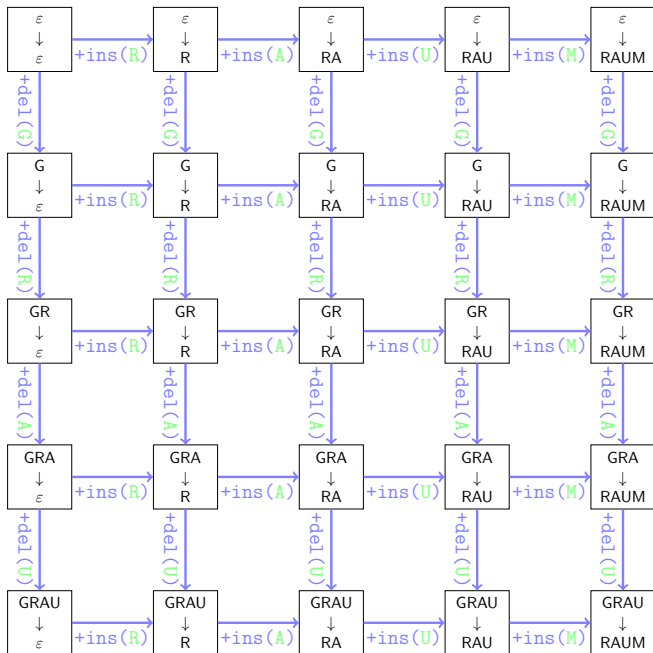 ε ε ε ε ε
↓ ↓ ↓ ↓ ↓
ε R RA RAU RAUM
+ins(R) +ins(A) +ins(U) +ins(M)
+del(G) +del(G) +del(G) +del(G) +del(G)
G G G G G
↓ ↓ ↓ ↓ ↓
ε R RA RAU RAUM
+ins(R) +ins(A) +ins(U) +ins(M)
+del(R) +del(R) +del(R) +del(R) +del(R)
GR GR GR GR GR
↓ ↓ ↓ ↓ ↓
ε R RA RAU RAUM
+ins(R) +ins(A) +ins(U) +ins(M)
+del(A) +del(A) +del(A) +del(A) +del(A)
GRA GRA GRA GRA GRA
↓ ↓ ↓ ↓ ↓
ε R RA RAU RAUM
+ins(R) +ins(A) +ins(U) +ins(M)
+del(U) +del(U) +del(U) +del(U) +del(U)
GRAU GRAU GRAU GRAU GRAU
↓ ↓ ↓ ↓ ↓
ε R RA RAU RAUM
+ins(R) +ins(A) +ins(U) +ins(M)